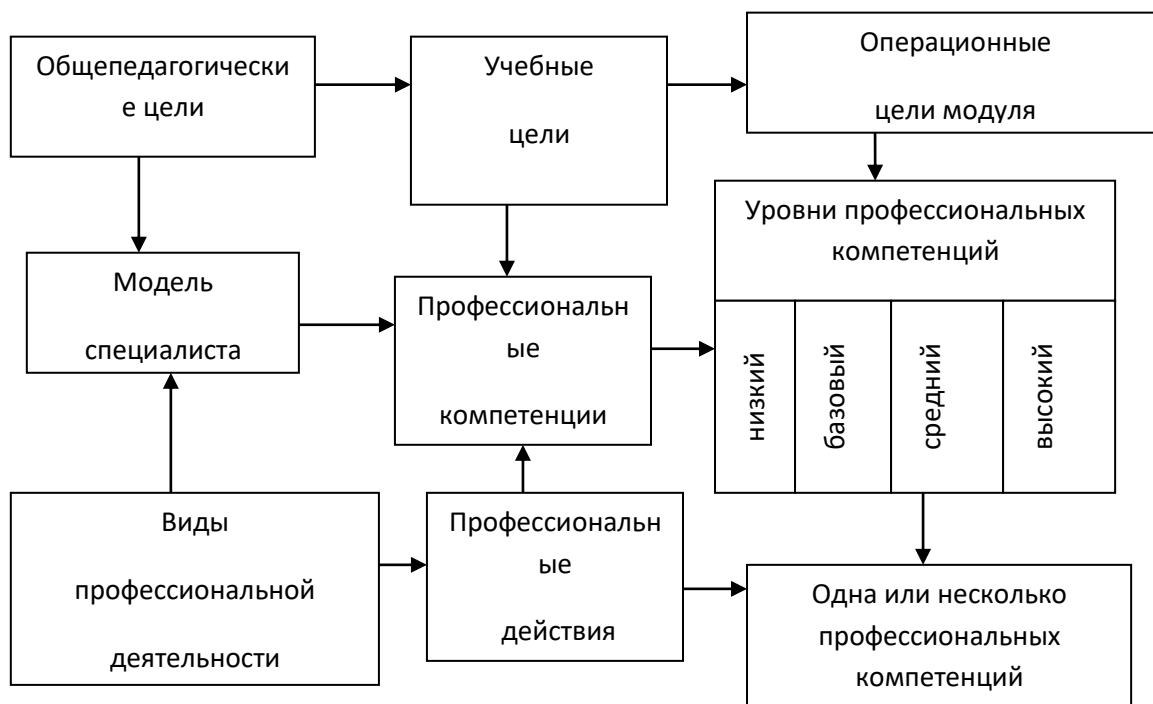 Общепедагогически
е цели
Учебные
цели
Операционные
цели модуля
Уровни профессиональных
компетенций
Модель
специалиста
Профессиональн
ые
компетенции
низкий
базовый
средний
высокий
Виды
профессиональной
деятельности
Профессиональн
ые
действия
Одна или несколько
профессиональных
компетенций